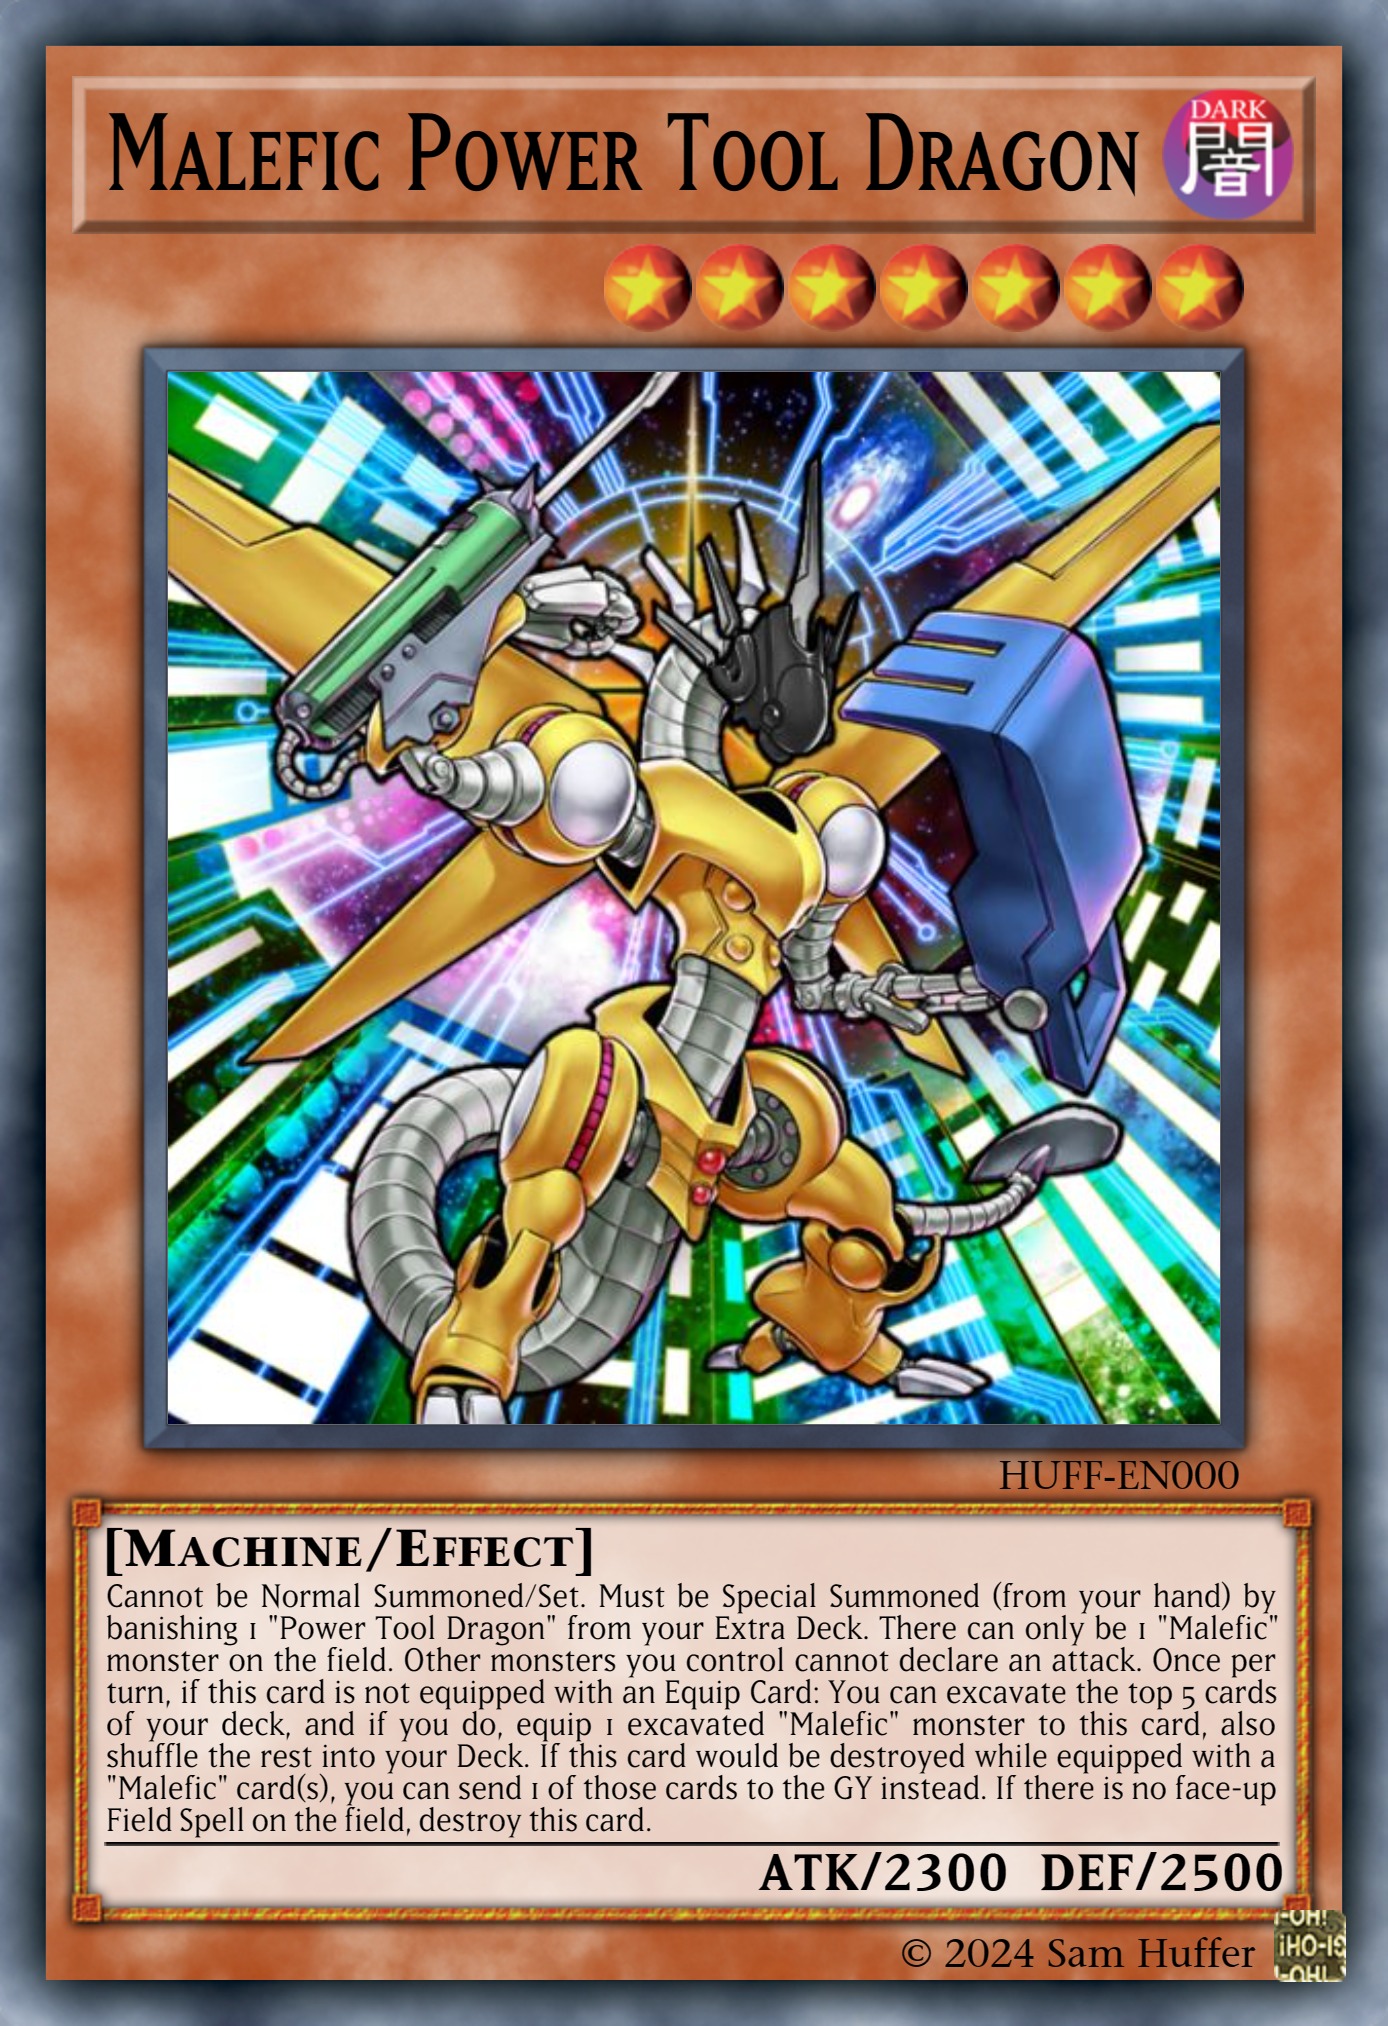 Malefic Power Tool Dragon
DARK
闇
HUFF-EN000
[Machine/Effect]
Cannot be Normal Summoned/Set. Must be Special Summoned (from your hand) by
banishing 1 "Power Tool Dragon" from your Extra Deck. There can only be 1 "Malefic"
monster on the field. Other monsters you control cannot declare an attack. Once per
turn, if this card is not equipped with an Equip Card: You can excavate the top 5 cards
of your deck, and if you do, equip 1 excavated "Malefic" monster to this card, also
shuffle the rest into your Deck. If this card would be destroyed while equipped with a
"Malefic" card(s), you can send 1 of those cards to the GY instead. If there is no face-up
Field Spell on the field, destroy this card.
ATK/2300 DEF/2500
© 2024 Sam Huffer